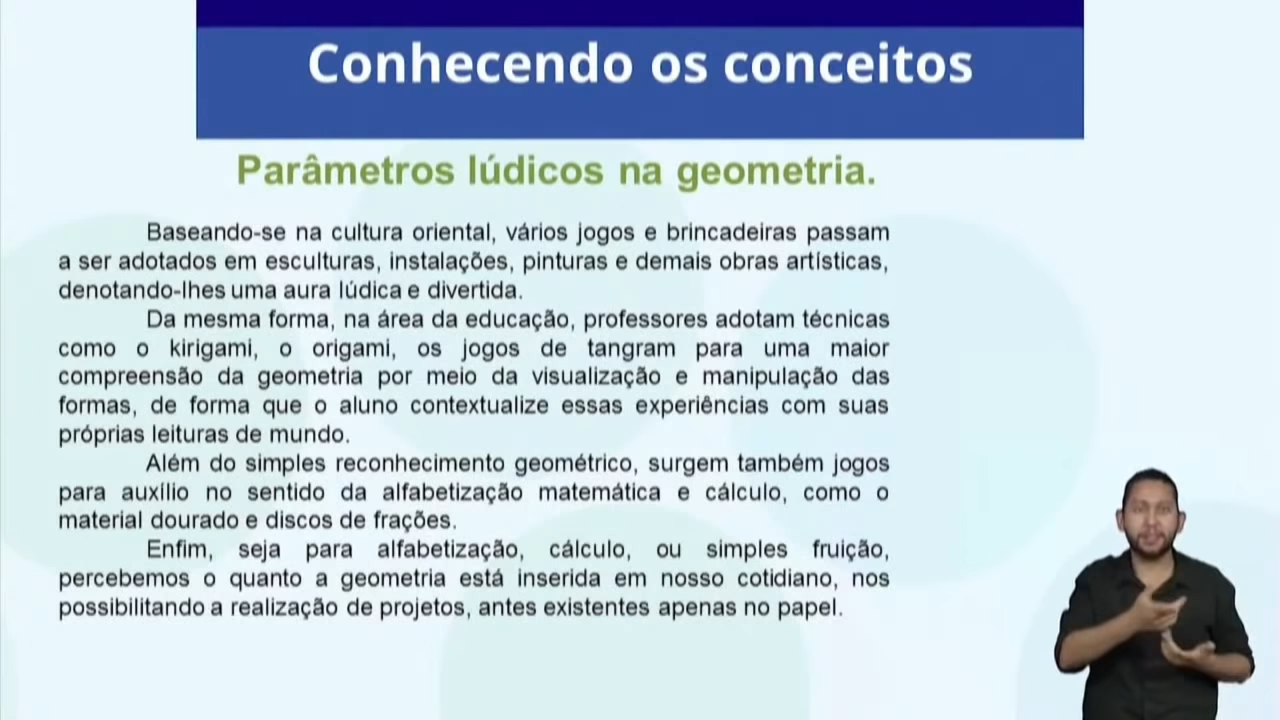 Conhecendo os conceitos
Parâmetros lúdicos na geometria.
Baseando-se na cultura oriental, vários jogos e brincadeiras passam
a ser adotados em esculturas, instalações, pinturas e demais obras artísticas,
denotando-lhes uma aura lúdica e divertida.
Da mesma forma, na área da educação, professores adotam técnicas
como o kirigami, o origami, os jogos de tangram para uma maior
compreensão da geometria por meio da visualização e manipulação das
formas, de forma que o aluno contextualize essas experiências com suas
próprias leituras de mundo.
Além do simples reconhecimento geométrico, surgem também jogos
para auxílio no sentido da alfabetização matemática e cálculo, como o
material dourado e discos de frações.
Enfim, seja para alfabetização, cálculo, ou simples fruição,
percebemos o quanto a geometria está inserida em nosso cotidiano, nos
possibilitando a realização de projetos, antes existentes apenas no papel.